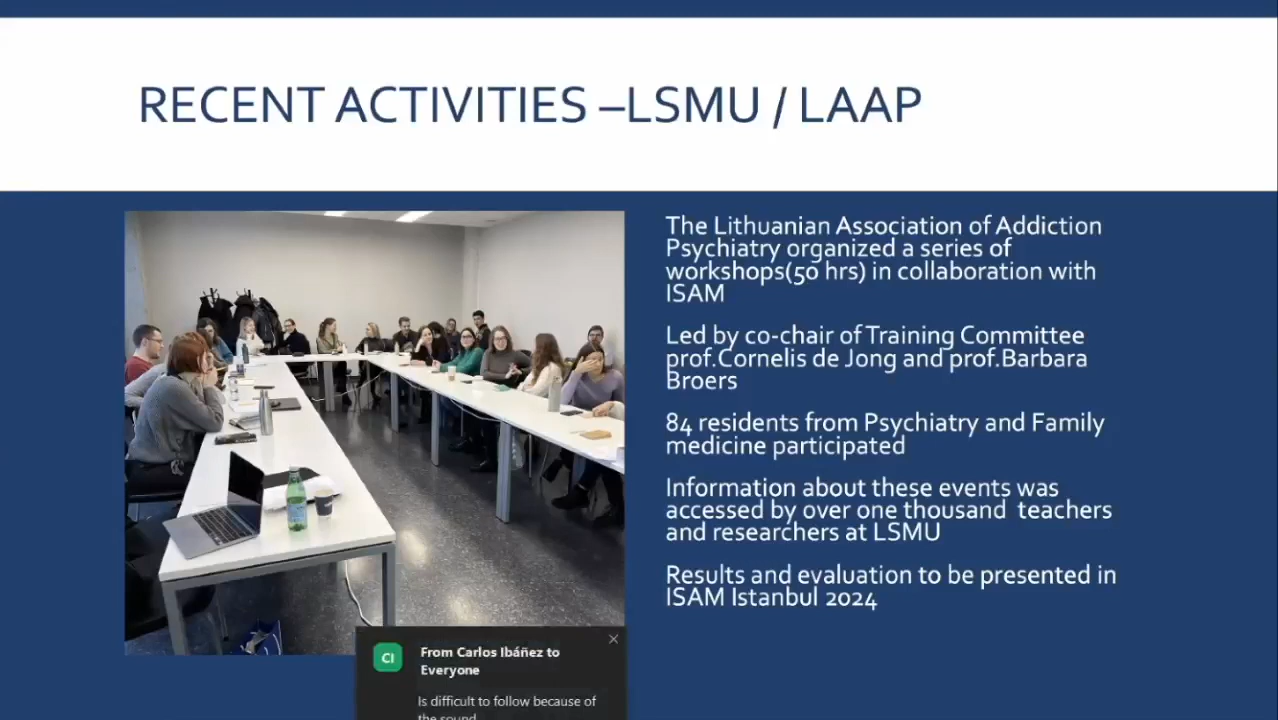 RECENT ACTIVITIES –LSMU / LAAP
The Lithuanian Association of Addiction
Psychiatry organized a series of
workshops(50 hrs) in collaboration with
ISAM
Led by co-chair of Training Committee
prof.Cornelis de Jong and prof.Barbara
Broers
84 residents from Psychiatry and Family
medicine participated
Information about these events was
accessed by over one thousand  teachers
and researchers at LSMU
Results and evaluation to be presented in
ISAM Istanbul 2024
CI
From Carlos Ibáñez to
Everyone
Is difficult to follow because of
the sound